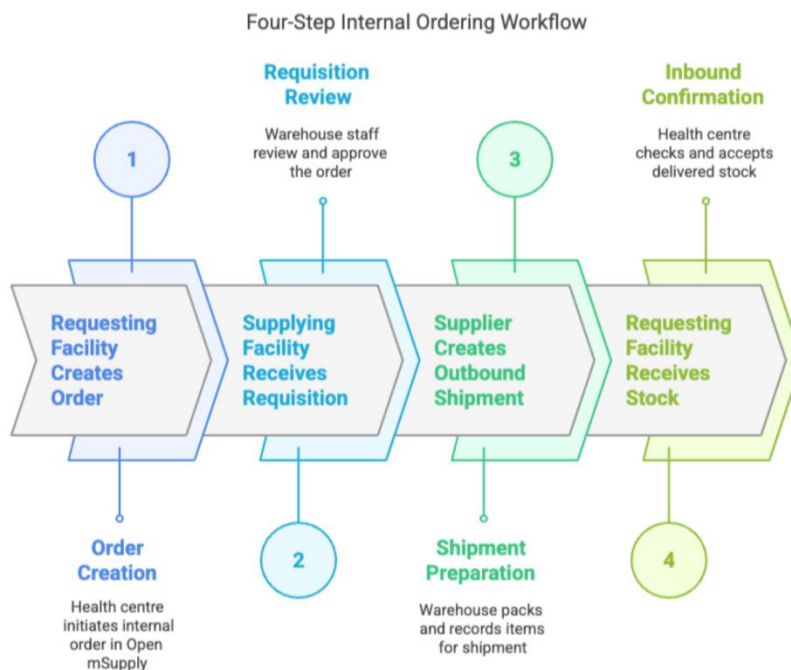 Four-Step Internal Ordering Workflow
Requisition
Review
Warehouse staff
review and approve
the order
Inbound
Confirmation
Health centre
checks and accepts
delivered stock
1
3
Requesting
Facility
Creates
Order
Supplying
Facility
Receives
Requisition
Supplier
Creates
Outbound
Shipment
Requesting
Facility
Receives
Stock
2
4
Order
Creation
Health centre
initiates internal
order in Open
mSupply
Shipment
Preparation
Warehouse packs
and records items
for shipment